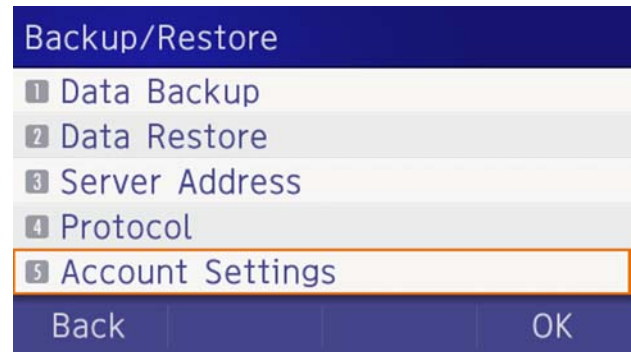 Backup/Restore
1 Data Backup
2 Data Restore
3 Server Address
4 Protocol
5 Account Settings
Back OK